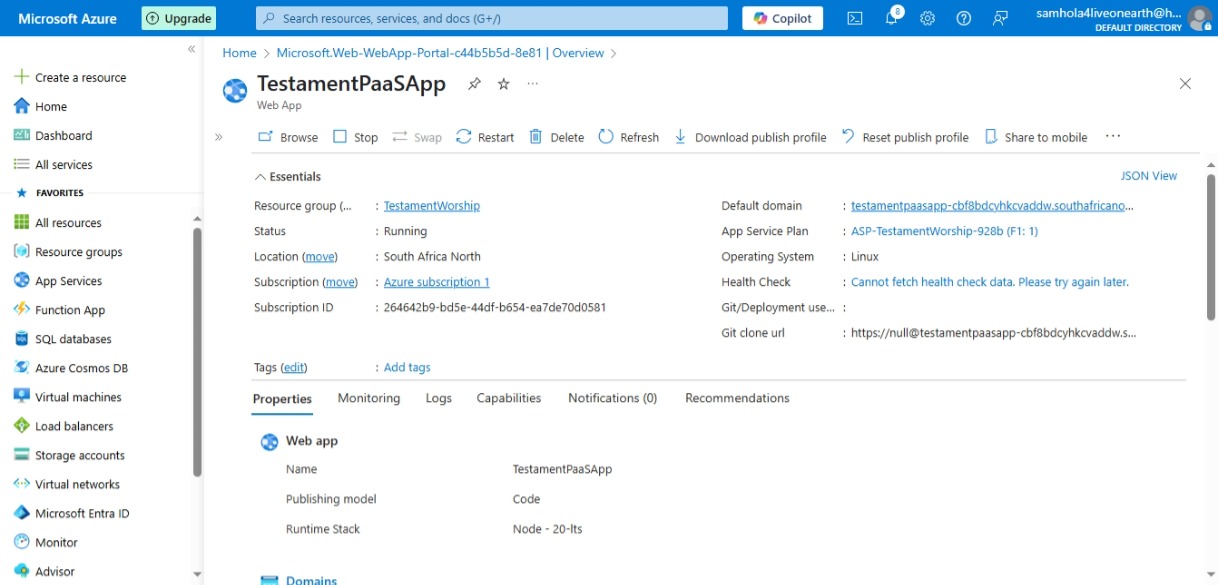 Microsoft Azure
Upgrade
Search resources, services, and docs (G+/)
Copilot
8
samhola4liveonearth@h...
DEFAULT DIRECTORY
Create a resource
Home
Dashboard
All services
FAVORITES
All resources
Resource groups
App Services
Function App
SQL databases
Azure Cosmos DB
Virtual machines
Load balancers
Storage accounts
Virtual networks
Microsoft Entra ID
Monitor
Advisor
Home > Microsoft.Web-WebApp-Portal-c44b5b5d-8e81 | Overview >
TestamentPaaSApp
Web App
Browse Stop Swap Restart Delete Refresh Download publish profile Reset publish profile Share to mobile ...
Essentials
JSON View
Resource group (... : TestamentWorship
Status : Running
Location (move) : South Africa North
Subscription (move) : Azure subscription 1
Subscription ID : 264642b9-bd5e-44df-b654-ea7de70d0581
Default domain : testamentpaasapp-cbf8bdcyhkcvaddw.southafricano...
App Service Plan : ASP-TestamentWorship-928b (F1: 1)
Operating System : Linux
Health Check : Cannot fetch health check data. Please try again later.
Git/Deployment use... :
Git clone url : https://null@testamentpaasapp-cbf8bdcyhkcvaddw.s...
Tags (edit) : Add tags
Properties Monitoring Logs Capabilities Notifications (0) Recommendations
Web app
Name TestamentPaaSApp
Publishing model Code
Runtime Stack Node - 20-lts
Domains